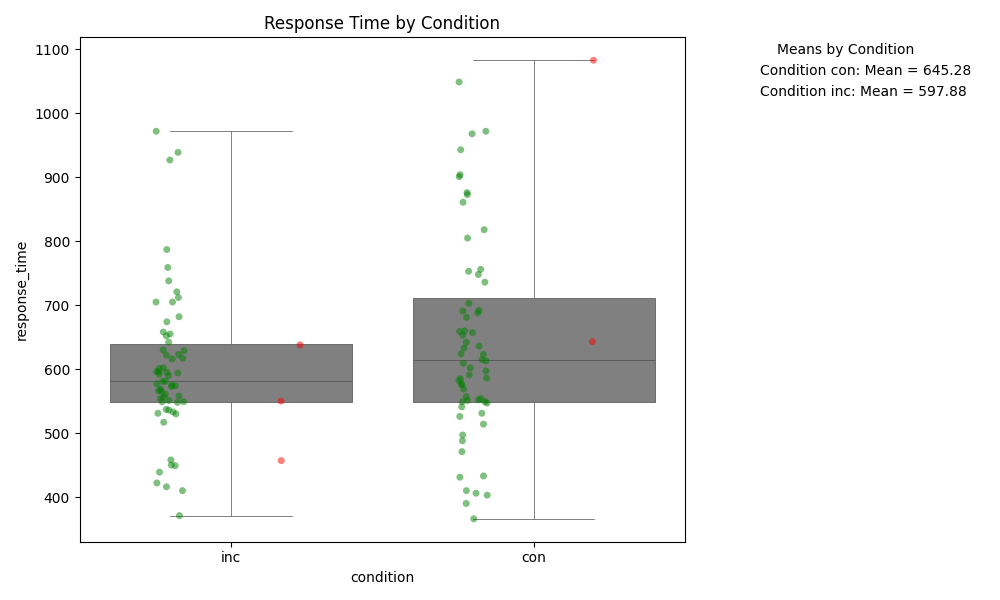 Response Time by Condition
Means by Condition
Condition con: Mean = 645.28
Condition inc: Mean = 597.88
response_time
1100
1000
900
800
700
600
500
400
inc con
condition